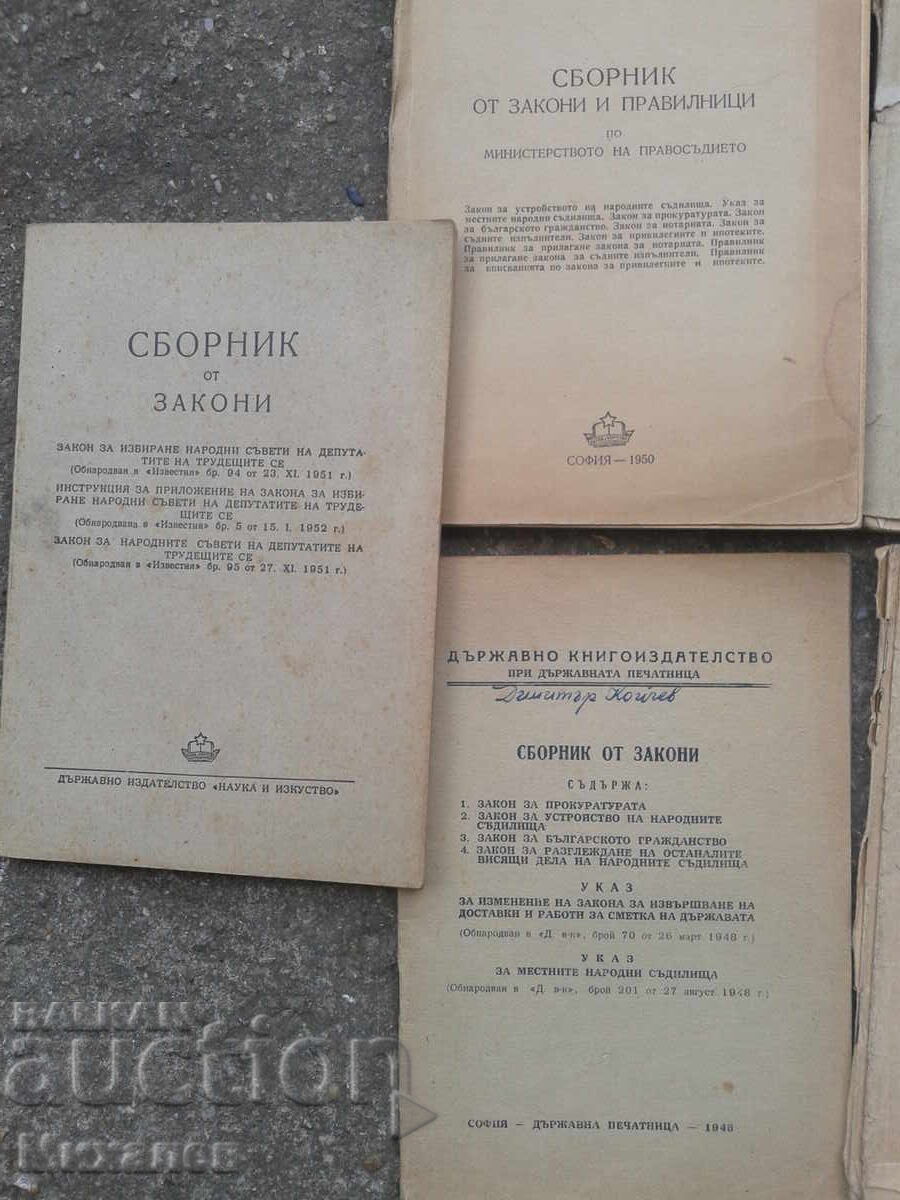 СБОРНИК
ОТ ЗАКОНИ И ПРАВИЛНИЦИ
ПО
МИНИСТЕРСТВОТО НА ПРАВОСЪДИЕТО
Закон за устройството на народните съдилища. Указ за
местните народни съдилища. Закон за прокуратурата. Закон
за българското гражданство. Закон за нотариата. Закон за
съдните изпълнители. Закон за привилегиите и ипотеките.
Правилник за прилагане закона за нотариата. Правилник
за прилагане закона за съдните изпълнители. Правилник
за вписванията по закона за привилегиите и ипотеките.
СОФИЯ — 1950
СБОРНИК
ОТ
ЗАКОНИ
ЗАКОН ЗА ИЗБИРАНЕ НАРОДНИ СЪВЕТИ НА ДЕПУТА-
ТИТЕ НА ТРУДЕЩИТЕ СЕ
(Обнародван в «Известия» бр. 94 от 23. XI. 1951 г.)
ИНСТРУКЦИЯ ЗА ПРИЛОЖЕНИЕ НА ЗАКОНА ЗА ИЗБИ-
РАНЕ НАРОДНИ СЪВЕТИ НА ДЕПУТАТИТЕ НА ТРУДЕ-
ЩИТЕ СЕ
(Обнародвана в «Известия» бр. 5 от 15. I. 1952 г.)
ЗАКОН ЗА НАРОДНИТЕ СЪВЕТИ НА ДЕПУТАТИТЕ НА
ТРУДЕЩИТЕ СЕ
(Обнародван в «Известия» бр. 95 от 27. XI. 1951 г.)
ДЪРЖАВНО ИЗДАТЕЛСТВО «НАУКА И ИЗКУСТВО»
ДЪРЖАВНО КНИГОИЗДАТЕЛСТВО
ПРИ ДЪРЖАВНАТА ПЕЧАТНИЦА
Димитър Койчев
СБОРНИК ОТ ЗАКОНИ
СЪДЪРЖА:
1. ЗАКОН ЗА ПРОКУРАТУРАТА
2. ЗАКОН ЗА УСТРОЙСТВО НА НАРОДНИТЕ
СЪДИЛИЩА
3. ЗАКОН ЗА БЪЛГАРСКОТО ГРАЖДАНСТВО
4. ЗАКОН ЗА РАЗГЛЕЖДАНЕ НА ОСТАНАЛИТЕ
ВИСЯЩИ ДЕЛА НА НАРОДНИТЕ СЪДИЛИЩА
УКАЗ
ЗА ИЗМЕНЕНИЕ НА ЗАКОНА ЗА ИЗВЪРШВАНЕ НА
ДОСТАВКИ И РАБОТИ ЗА СМЕТКА НА ДЪРЖАВАТА
(Обнародван в «Д. в-к», брой 70 от 26 март 1948 г.)
УКАЗ
ЗА МЕСТНИТЕ НАРОДНИ СЪДИЛИЩА
(Обнародван в «Д. в-к», брой 201 от 27 август 1948 г.)
СОФИЯ — ДЪРЖАВНА ПЕЧАТНИЦА — 1948
BALKAN
auction
Кихалев